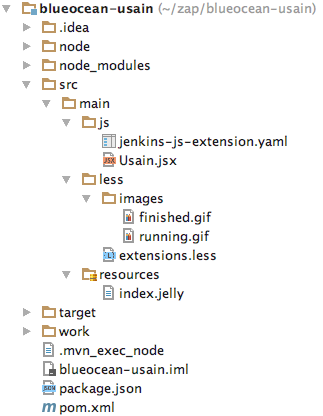 blueocean-usain (~/zap/blueocean-usain)
.idea
node
node_modules
src
main
js
jenkins-js-extension.yaml
Usain.jsx
less
images
finished.gif
running.gif
extensions.less
resources
index.jelly
target
work
.mvn_exec_node
blueocean-usain.iml
package.json
pom.xml